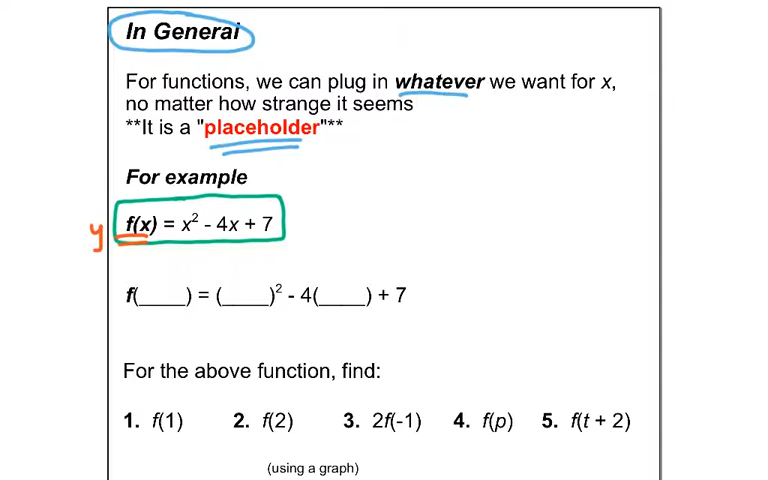 In General
For functions, we can plug in whatever we want for x,
no matter how strange it seems
**It is a "placeholder"**
For example
y f(x) = x² - 4x + 7
f(____) = (____)² - 4(____) + 7
For the above function, find:
1. f(1) 2. f(2) 3. 2f(-1) 4. f(p) 5. f(t + 2)
(using a graph)